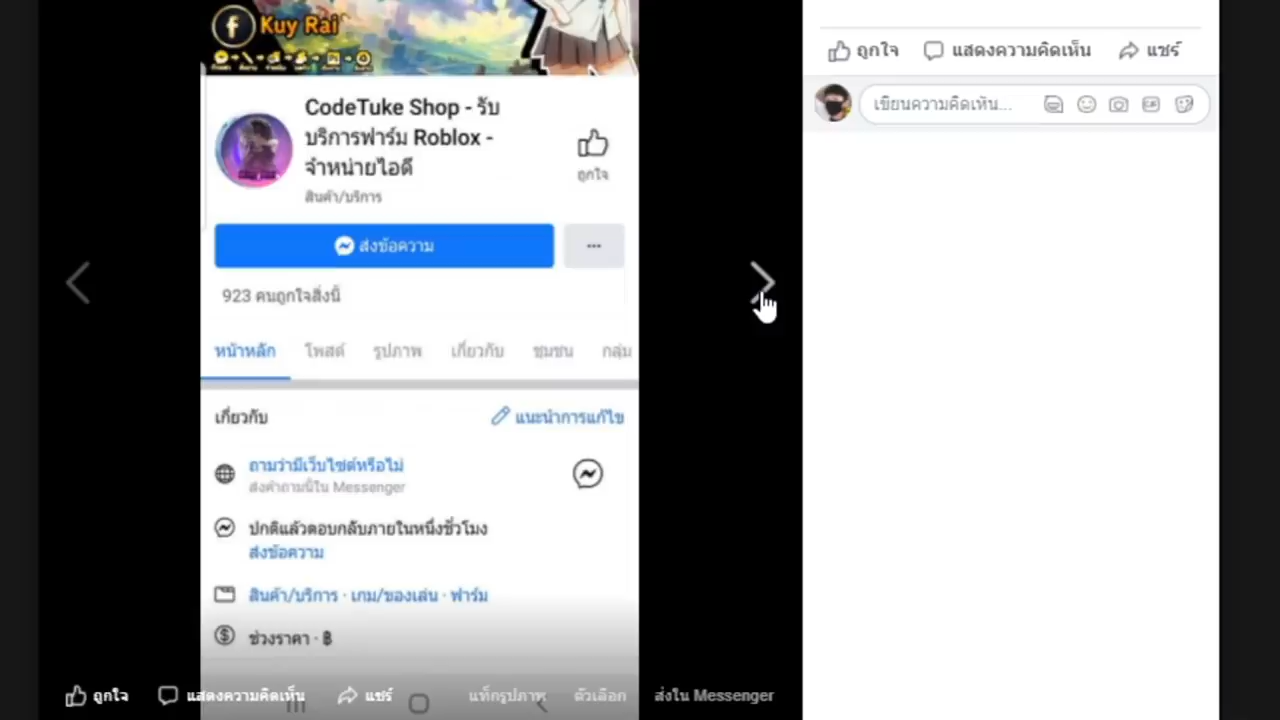 Kuy Rai
CodeTuke Shop - รับ
บริการฟาร์ม Roblox -
จำหน่ายไอดี
ถูกใจ
สินค้า/บริการ
ส่งข้อความ
923 คนถูกใจสิ่งนี้
หน้าหลัก โพสต์ รูปภาพ เกี่ยวกับ ชุมชน กลุ่ม
เกี่ยวกับ แนะนำการแก้ไข
ถามว่ามีเว็บไซต์หรือไม่
ส่งคำถามนี้ใน Messenger
ปกติแล้วตอบกลับภายในหนึ่งชั่วโมง
ส่งข้อความ
สินค้า/บริการ · เกม/ของเล่น · ฟาร์ม
ช่วงราคา · ฿
ถูกใจ แสดงความคิดเห็น แชร์ แท็กรูปภาพ ตัวเลือก ส่งใน Messenger
ถูกใจ แสดงความคิดเห็น แชร์
เขียนความคิดเห็น...